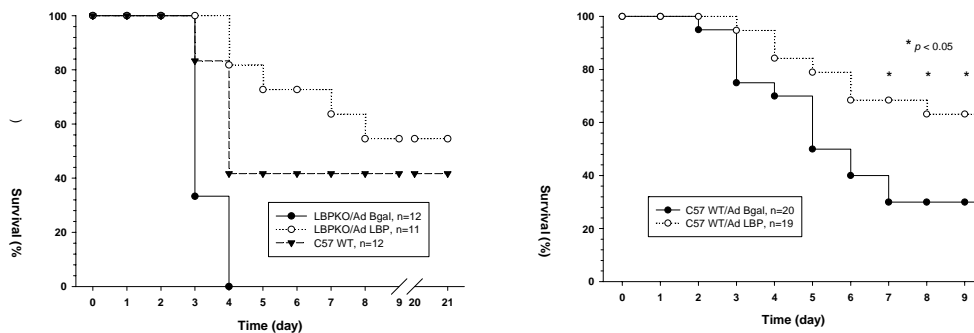 100
80
60
40
20
0
Survival (%
(
LBPKO/Ad Bgal, n=12
LBPKO/Ad LBP, n=11
C57 WT, n=12
0 1 2 3 4 5 6 7 8 9 20 21
Time (day)
100
80
60
40
20
0
Survival (%)
* p < 0.05
* * *
C57 WT/Ad Bgal, n=20
C57 WT/Ad LBP, n=19
0 1 2 3 4 5 6 7 8 9
Time (day)